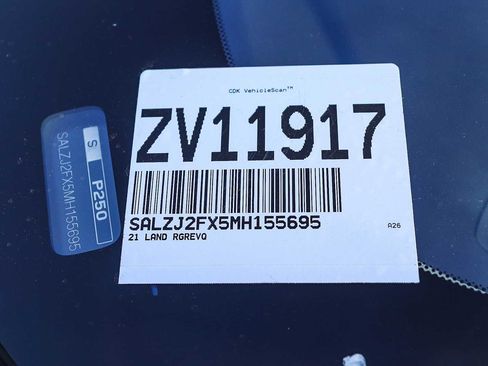 CDK VehicleScan™
ZV11917
SALZJ2FX5MH155695
21 LAND RGREVQ
A26
S P250
SALZJ2FX5MH155695